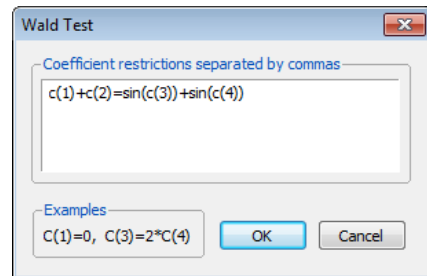 Wald Test
Coefficient restrictions separated by commas
c(1)+c(2)=sin(c(3))+sin(c(4))
Examples
C(1)=0, C(3)=2*C(4)
OK
Cancel